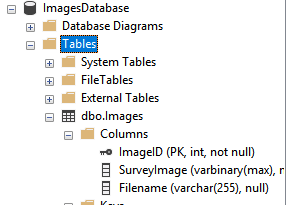 ImagesDatabase
Database Diagrams
Tables
System Tables
FileTables
External Tables
dbo.Images
Columns
ImageID (PK, int, not null)
SurveyImage (varbinary(max), n
Filename (varchar(255), null)